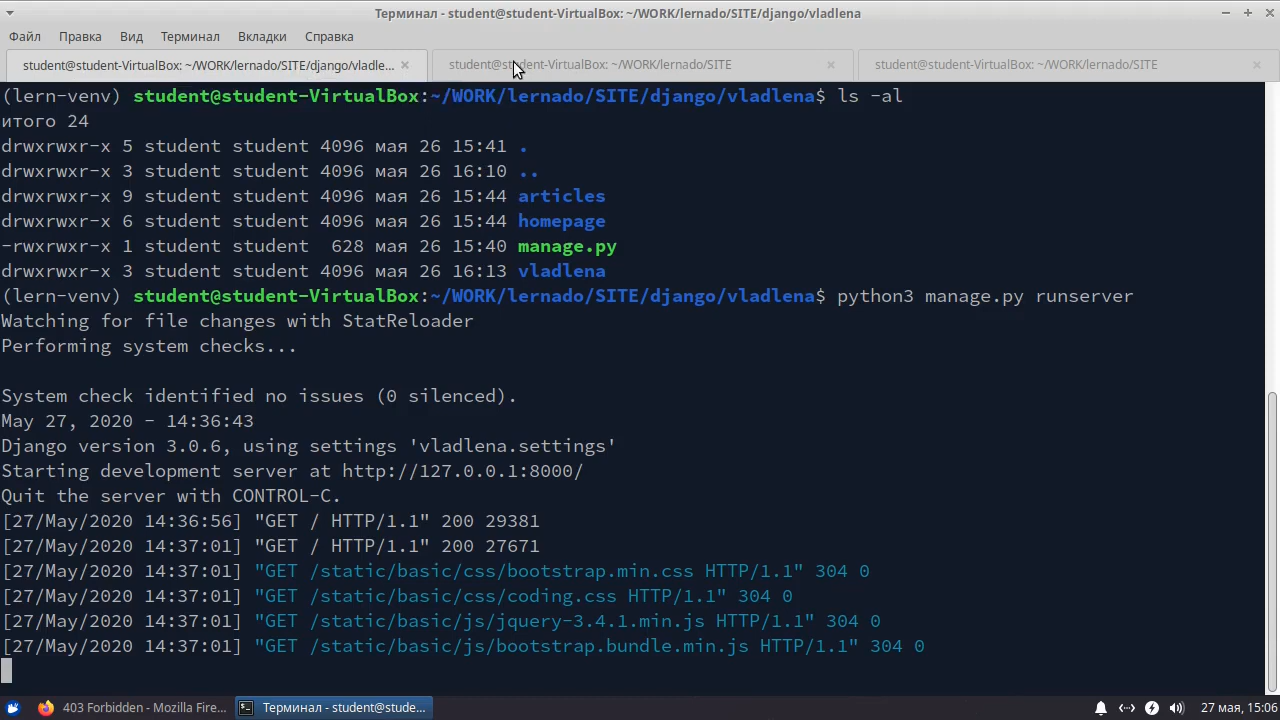 Терминал - student@student-VirtualBox: ~/WORK/lernado/SITE/django/vladlena
Файл Правка Вид Терминал Вкладки Справка
student@student-VirtualBox: ~/WORK/lernado/SITE/django/vladle... student@student-VirtualBox: ~/WORK/lernado/SITE student@student-VirtualBox: ~/WORK/lernado/SITE
(lern-venv) student@student-VirtualBox:~/WORK/lernado/SITE/django/vladlena$ ls -al
итого 24
drwxrwxr-x 5 student student 4096 мая 26 15:41 .
drwxrwxr-x 3 student student 4096 мая 26 16:10 ..
drwxrwxr-x 9 student student 4096 мая 26 15:44 articles
drwxrwxr-x 6 student student 4096 мая 26 15:44 homepage
-rwxrwxr-x 1 student student  628 мая 26 15:40 manage.py
drwxrwxr-x 3 student student 4096 мая 26 16:13 vladlena
(lern-venv) student@student-VirtualBox:~/WORK/lernado/SITE/django/vladlena$ python3 manage.py runserver
Watching for file changes with StatReloader
Performing system checks...
System check identified no issues (0 silenced).
May 27, 2020 - 14:36:43
Django version 3.0.6, using settings 'vladlena.settings'
Starting development server at http://127.0.0.1:8000/
Quit the server with CONTROL-C.
[27/May/2020 14:36:56] "GET / HTTP/1.1" 200 29381
[27/May/2020 14:37:01] "GET / HTTP/1.1" 200 27671
[27/May/2020 14:37:01] "GET /static/basic/css/bootstrap.min.css HTTP/1.1" 304 0
[27/May/2020 14:37:01] "GET /static/basic/css/coding.css HTTP/1.1" 304 0
[27/May/2020 14:37:01] "GET /static/basic/js/jquery-3.4.1.min.js HTTP/1.1" 304 0
[27/May/2020 14:37:01] "GET /static/basic/js/bootstrap.bundle.min.js HTTP/1.1" 304 0
403 Forbidden - Mozilla Fire... Терминал - student@stude... 27 мая, 15:06